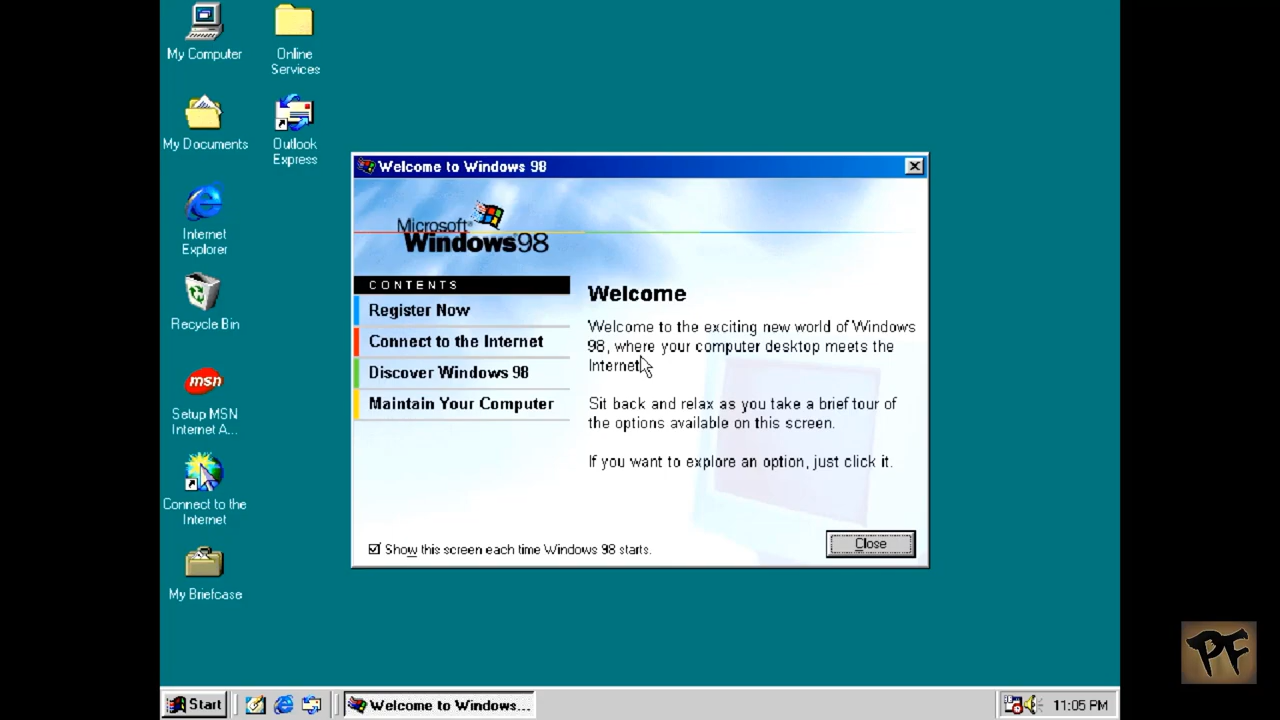 My Computer
Online
Services
My Documents
Outlook
Express
Internet
Explorer
Recycle Bin
msn
Setup MSN
Internet A...
Connect to the
Internet
My Briefcase
Welcome to Windows 98
Microsoft®
Windows98
CONTENTS
Register Now
Connect to the Internet
Discover Windows 98
Maintain Your Computer
Welcome
Welcome to the exciting new world of Windows
98, where your computer desktop meets the
Internet.
Sit back and relax as you take a brief tour of
the options available on this screen.
If you want to explore an option, just click it.
Show this screen each time Windows 98 starts.
Close
PF
Start
Welcome to Windows...
11:05 PM